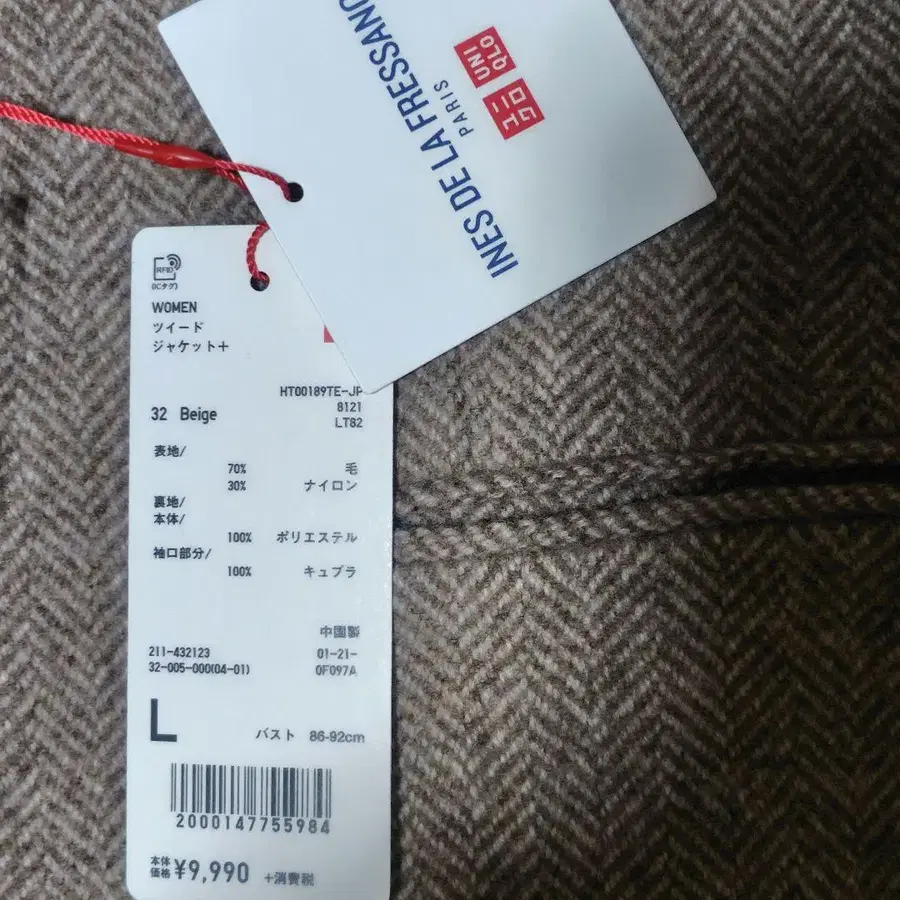 INES DE LA FRESSANG
PARIS
UNI
QLO
ユニ
クロ
RFID
(ICタグ)
WOMEN
ツイード
ジャケット+
HT00189TE-JP
32 Beige 8121
LT82
表地/
70% 毛
30% ナイロン
裏地/
本体/
100% ポリエステル
袖口部分/
100% キュプラ
中国製
211-432123 01-21-
32-005-000(04-01) 0F097A
L バスト 86-92cm
2000147755984
本体
価格 ¥9,990 +消費税